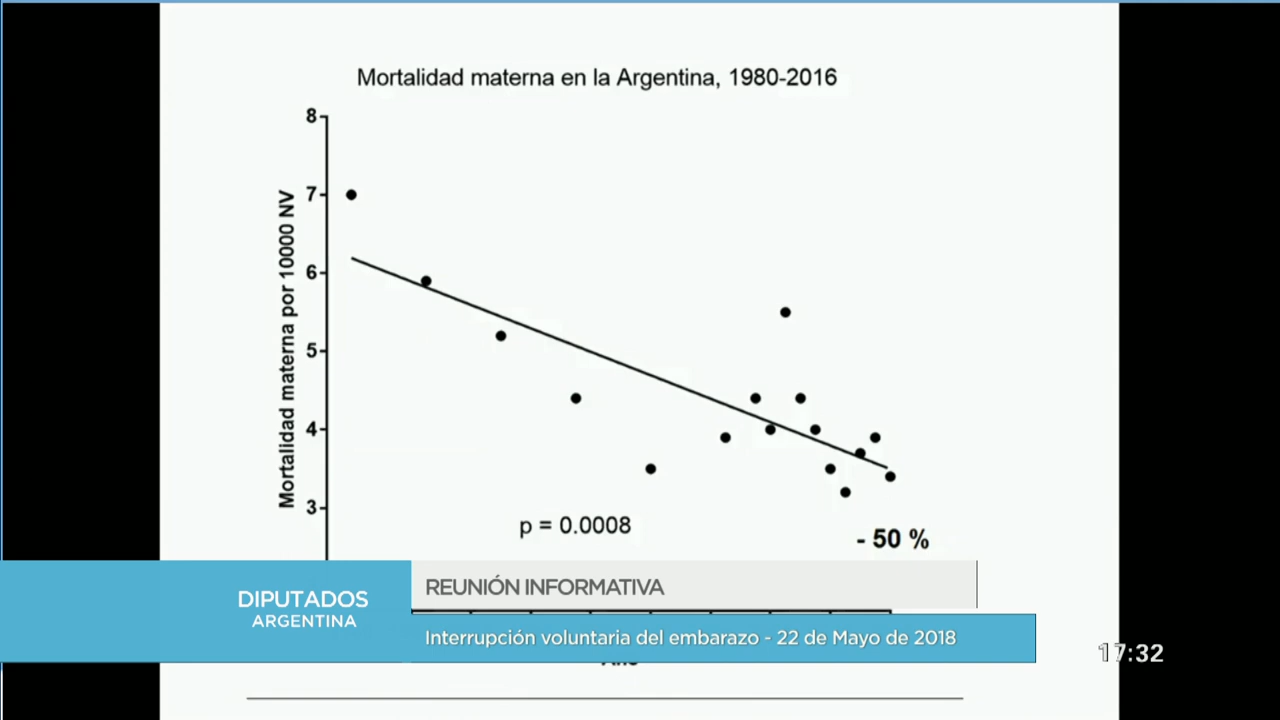 Mortalidad materna en la Argentina, 1980-2016
8
7
6
5
4
3
Mortalidad materna por 10000 NV
p = 0.0008
- 50 %
DIPUTADOS
ARGENTINA
REUNIÓN INFORMATIVA
Interrupción voluntaria del embarazo - 22 de Mayo de 2018
17:32